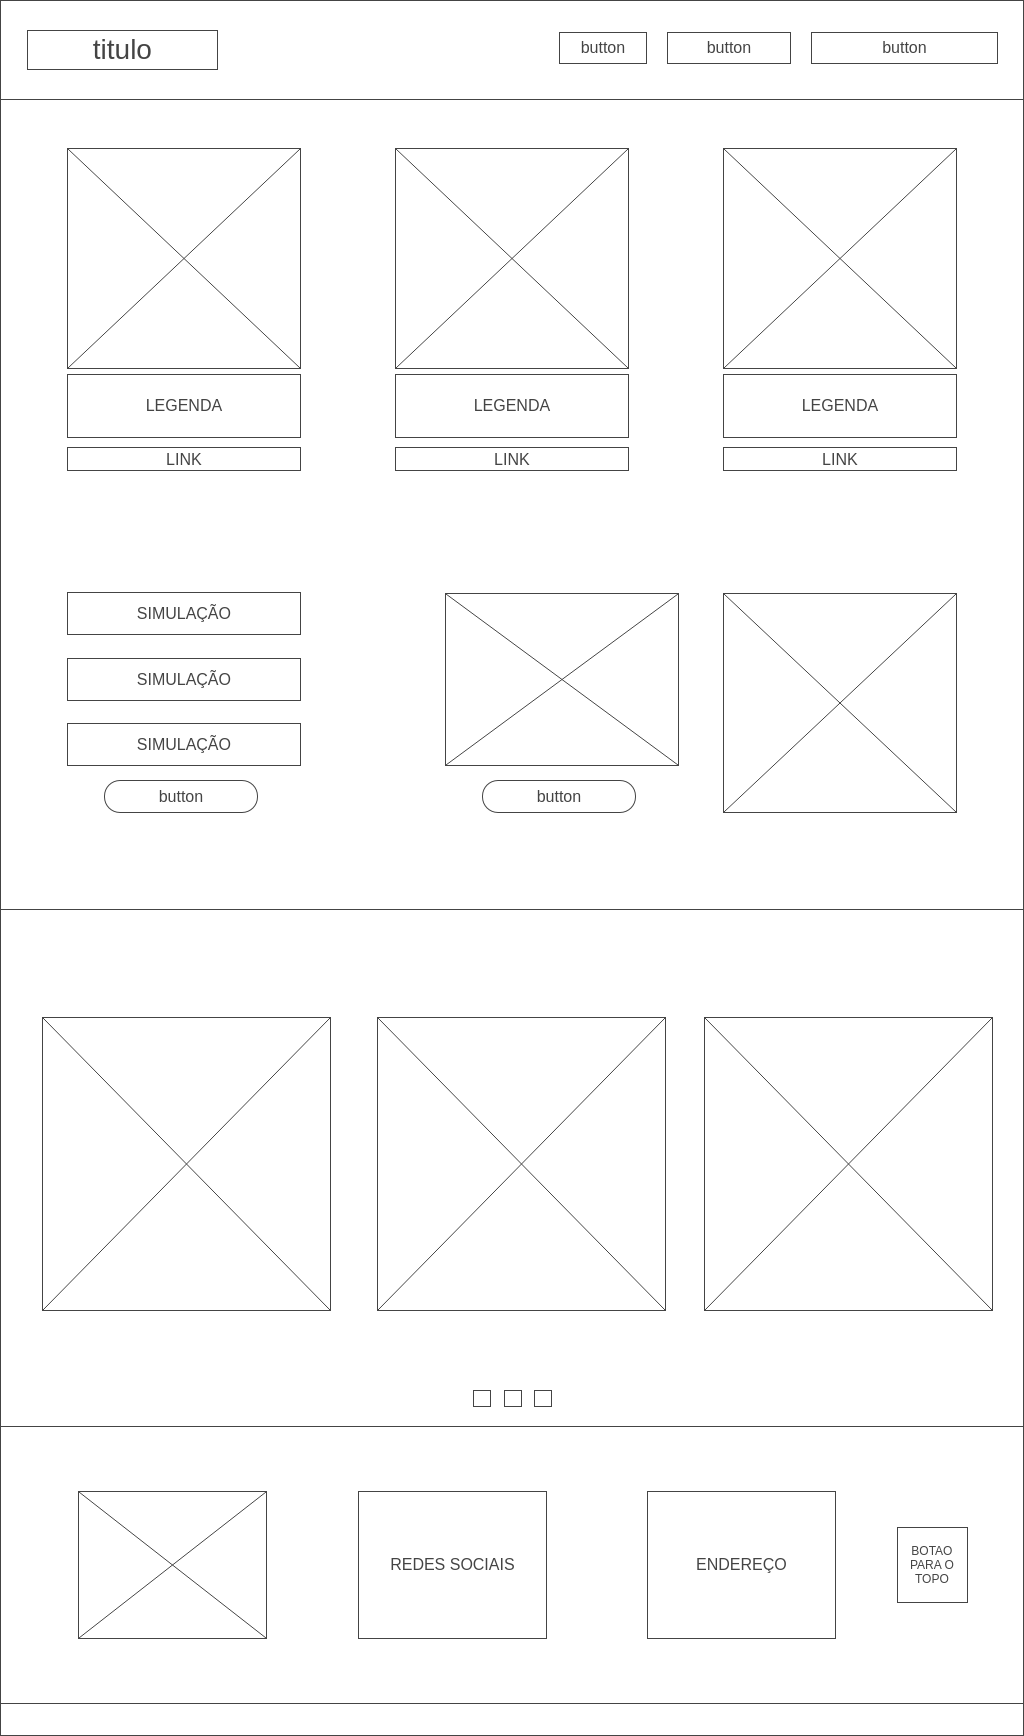 titulo
button
button
button
LEGENDA
LEGENDA
LEGENDA
LINK
LINK
LINK
SIMULAÇÃO
SIMULAÇÃO
SIMULAÇÃO
button
button
REDES SOCIAIS
ENDEREÇO
BOTAO
PARA O
TOPO